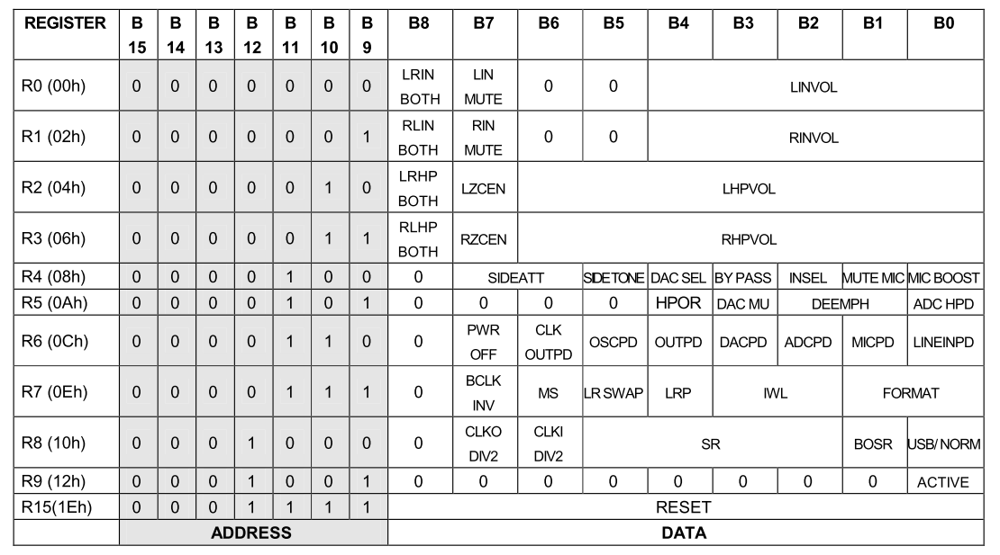 REGISTER B 15 B 14 B 13 B 12 B 11 B 10 B 9 B8 B7 B6 B5 B4 B3 B2 B1 B0
R0 (00h) 0 0 0 0 0 0 0 LRIN BOTH LIN MUTE 0 0 LINVOL
R1 (02h) 0 0 0 0 0 0 1 RLIN BOTH RIN MUTE 0 0 RINVOL
R2 (04h) 0 0 0 0 0 1 0 LRHP BOTH LZCEN LHPVOL
R3 (06h) 0 0 0 0 0 1 1 RLHP BOTH RZCEN RHPVOL
R4 (08h) 0 0 0 0 1 0 0 0 SIDEATT SIDETONE DAC SEL BY PASS INSEL MUTE MIC MIC BOOST
R5 (0Ah) 0 0 0 0 1 0 1 0 0 0 0 HPOR DAC MU DEEMPH ADC HPD
R6 (0Ch) 0 0 0 0 1 1 0 0 PWR OFF CLK OUTPD OSCPD OUTPD DACPD ADCPD MICPD LINEINPD
R7 (0Eh) 0 0 0 0 1 1 1 0 BCLK INV MS LR SWAP LRP IWL FORMAT
R8 (10h) 0 0 0 1 0 0 0 0 CLKO DIV2 CLKI DIV2 SR BOSR USB/ NORM
R9 (12h) 0 0 0 1 0 0 1 0 0 0 0 0 0 0 0 ACTIVE
R15(1Eh) 0 0 0 1 1 1 1 RESET
ADDRESS DATA